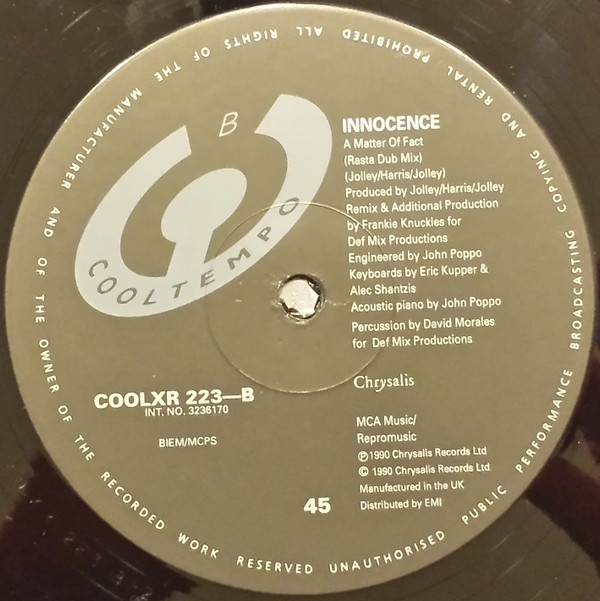 B
COOLTEMPO
INNOCENCE
A Matter Of Fact
(Rasta Dub Mix)
(Jolley/Harris/Jolley)
Produced by Jolley/Harris/Jolley
Remix & Additional Production
by Frankie Knuckles for
Def Mix Productions
Engineered by John Poppo
Keyboards by Eric Kupper &
Alec Shantzis
Acoustic piano by John Poppo
Percussion by David Morales
for Def Mix Productions
Chrysalis
COOLXR 223—B
INT. NO. 3236170
BIEM/MCPS
MCA Music/
Repromusic
℗ 1990 Chrysalis Records Ltd
© 1990 Chrysalis Records Ltd
Manufactured in the UK
Distributed by EMI
45
ALL RIGHTS OF THE MANUFACTURER AND OF THE OWNER OF THE RECORDED WORK RESERVED UNAUTHORISED PUBLIC PERFORMANCE BROADCASTING COPYING AND RENTAL PROHIBITED